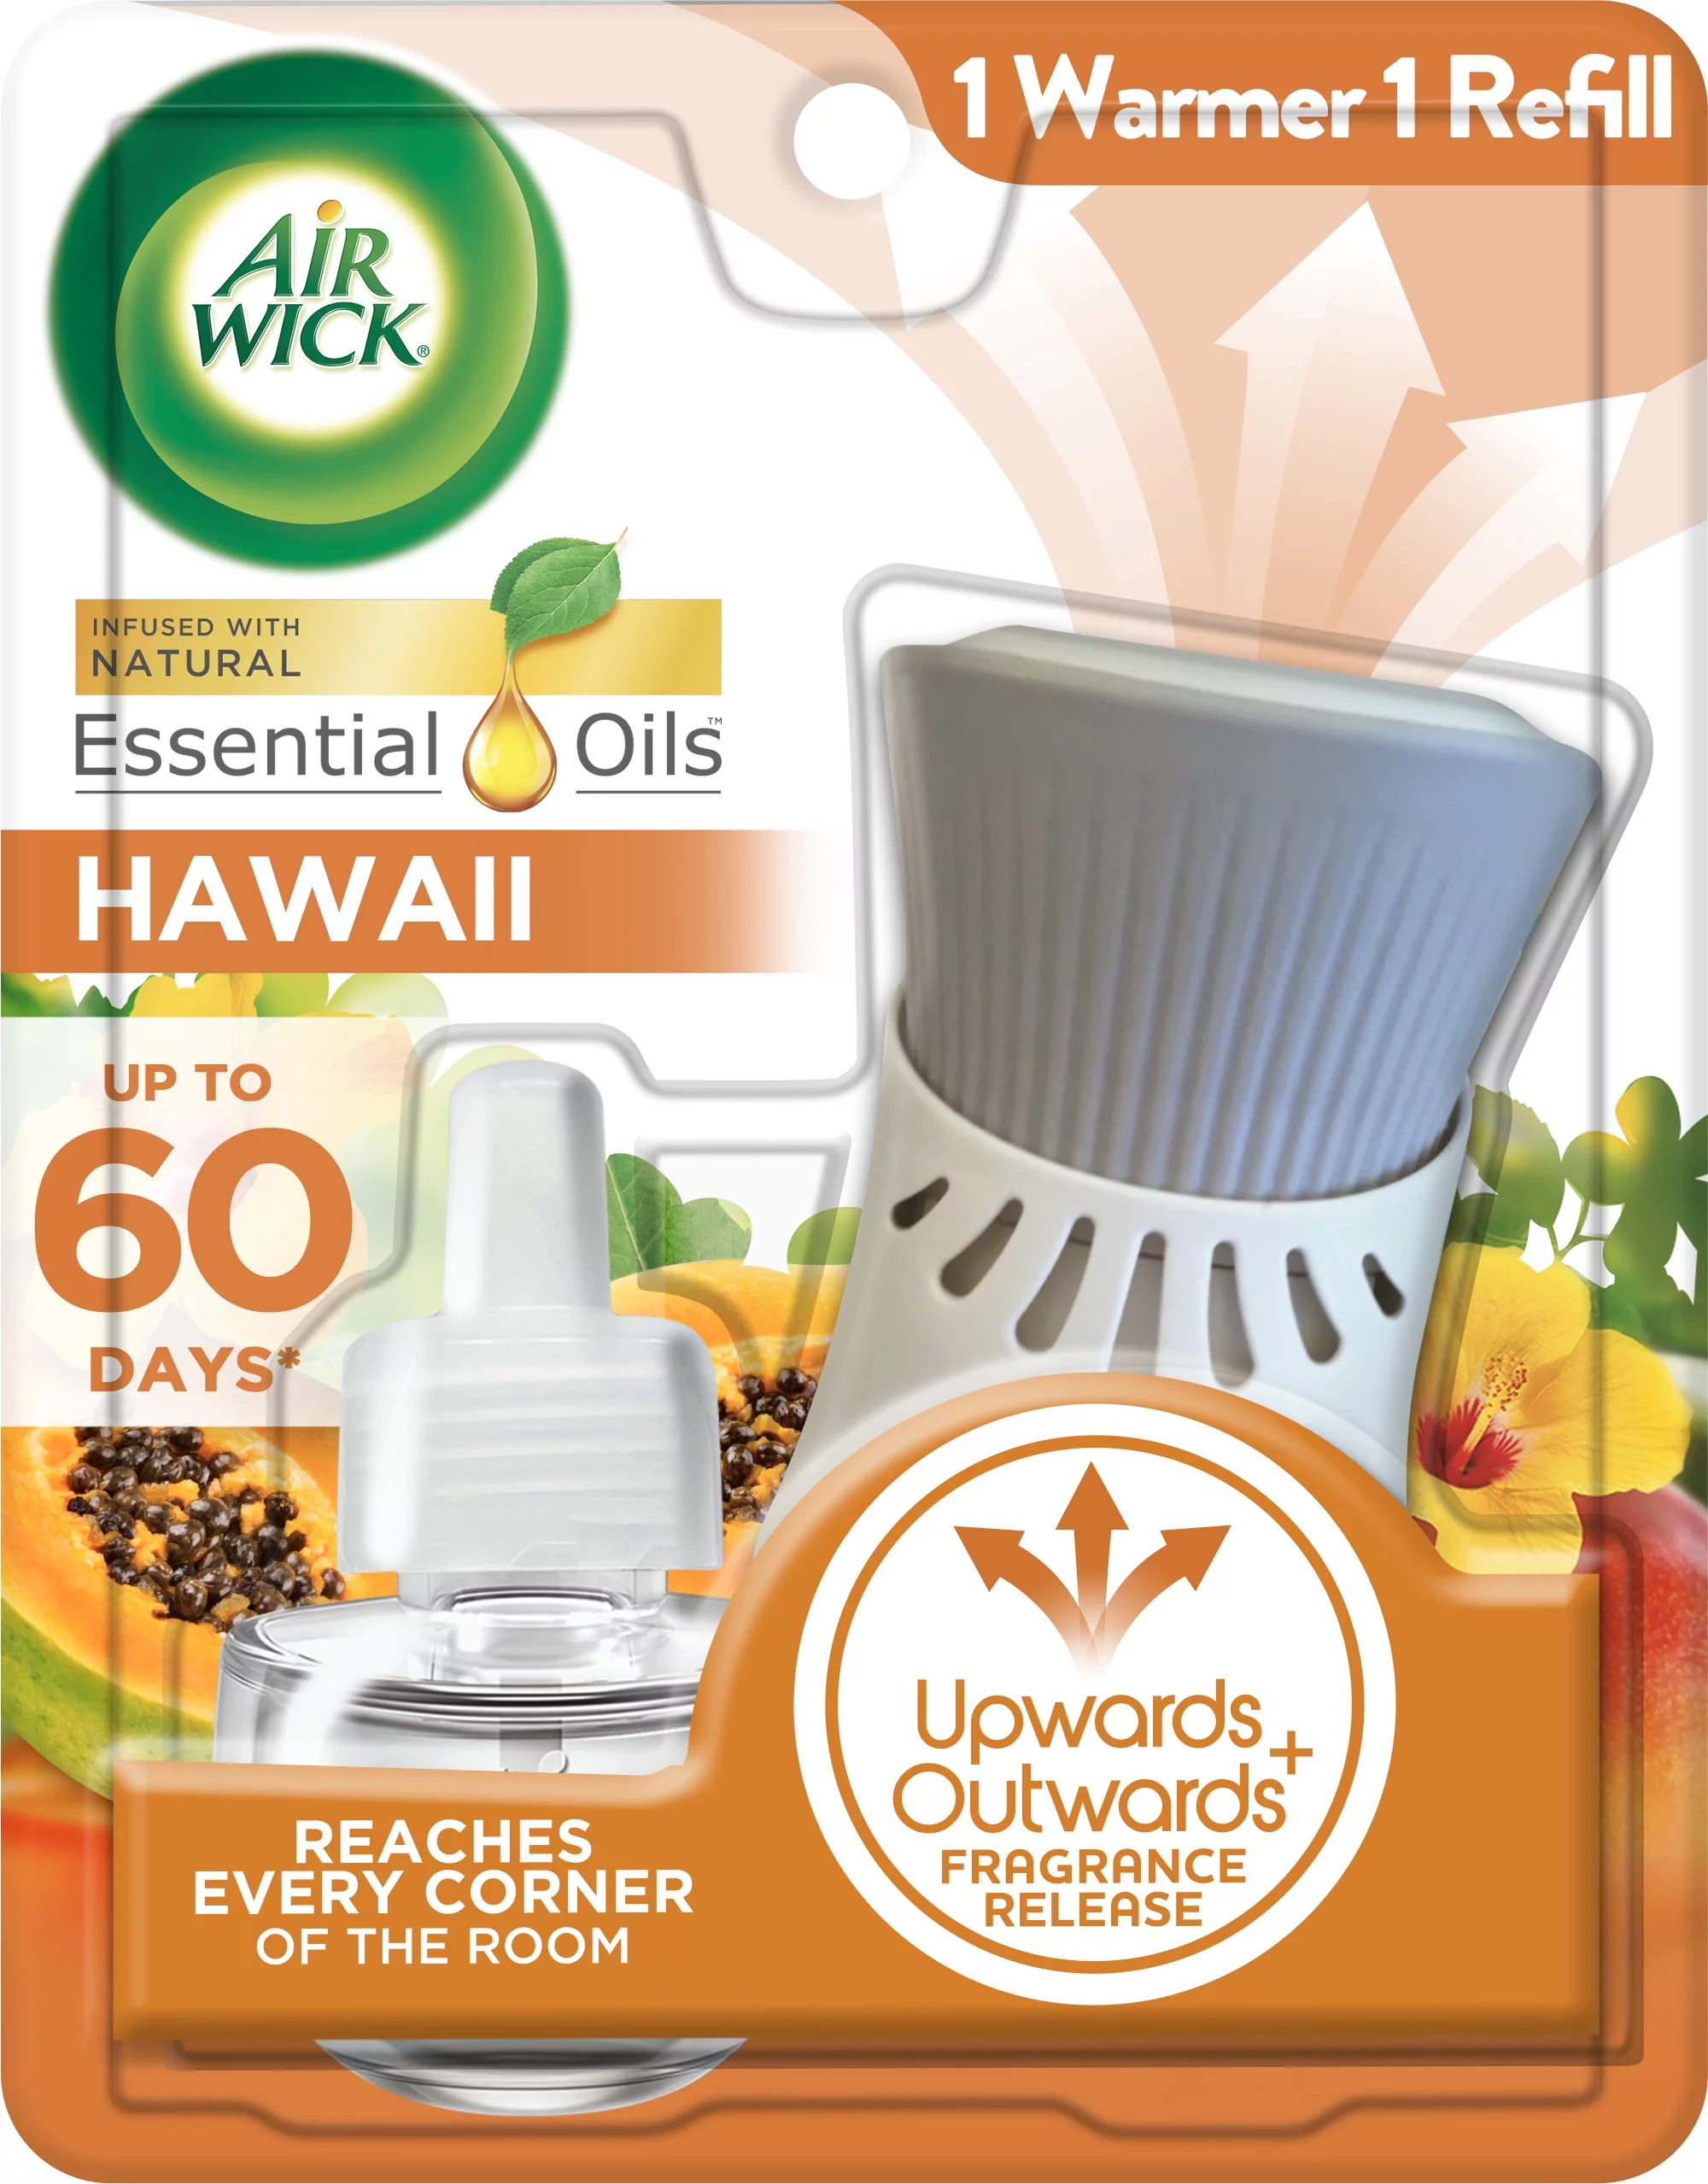 1 Warmer 1 Refill
AIR
WICK®
INFUSED WITH
NATURAL
Essential Oils™
HAWAII
UP TO
60
DAYS*
Upwards +
Outwards
FRAGRANCE
RELEASE
REACHES
EVERY CORNER
OF THE ROOM